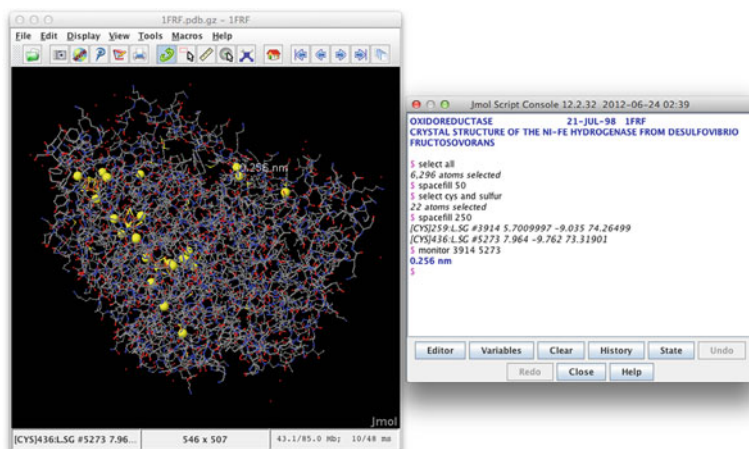 1FRF.pdb.gz - 1FRF
File Edit Display View Tools Macros Help
0.256 nm
Jmol
[CYS]436:L.SG #5273 7.96...
546 x 507
43.1/85.0 Mb; 10/48 ms
Jmol Script Console 12.2.32 2012-06-24 02:39
OXIDOREDUCTASE 21-JUL-98 1FRF
CRYSTAL STRUCTURE OF THE NI-FE HYDROGENASE FROM DESULFOVIBRIO
FRUCTOSOVORANS
$ select all
6,296 atoms selected
$ spacefill 50
$ select cys and sulfur
22 atoms selected
$ spacefill 250
[CYS]259:L.SG #3914 5.7009997 -9.035 74.26499
[CYS]436:L.SG #5273 7.964 -9.762 73.31901
$ monitor 3914 5273
0.256 nm
$
Editor Variables Clear History State Undo
Redo Close Help